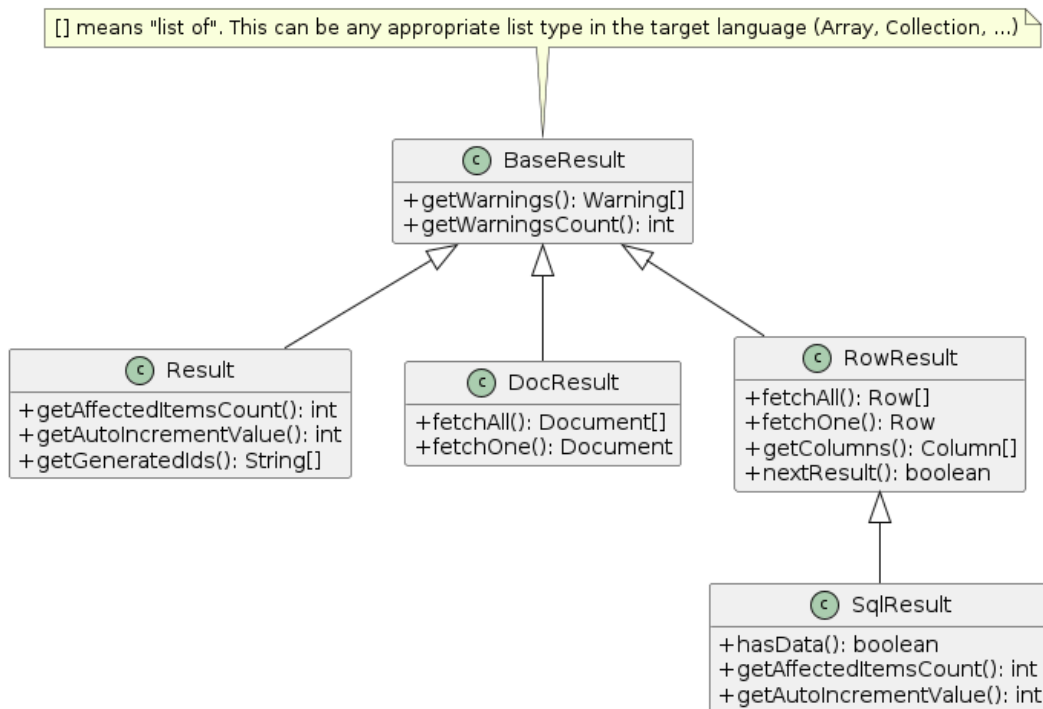 [] means "list of". This can be any appropriate list type in the target language (Array, Collection, ...)
C BaseResult
+getWarnings(): Warning[]
+getWarningsCount(): int
C Result
+getAffectedItemsCount(): int
+getAutoIncrementValue(): int
+getGeneratedIds(): String[]
C DocResult
+fetchAll(): Document[]
+fetchOne(): Document
C RowResult
+fetchAll(): Row[]
+fetchOne(): Row
+getColumns(): Column[]
+nextResult(): boolean
C SqlResult
+hasData(): boolean
+getAffectedItemsCount(): int
+getAutoIncrementValue(): int